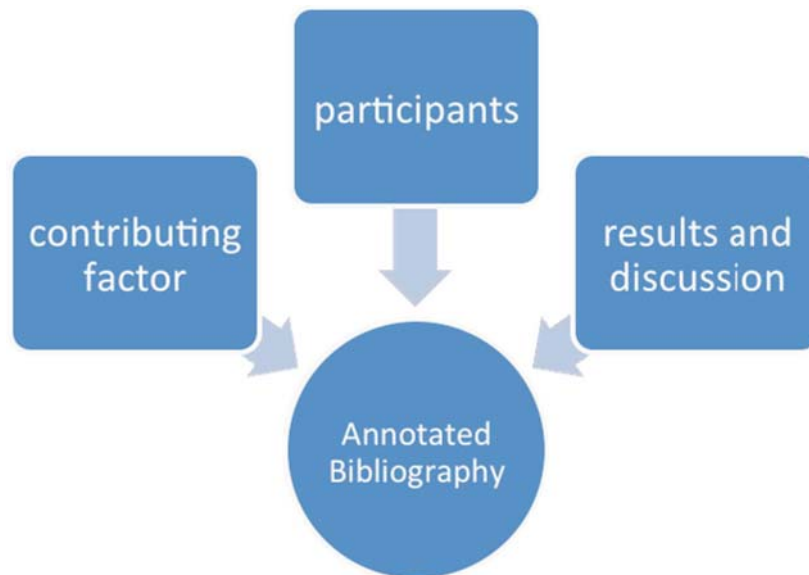 participants
contributing
factor
results and
discussion
Annotated
Bibliography